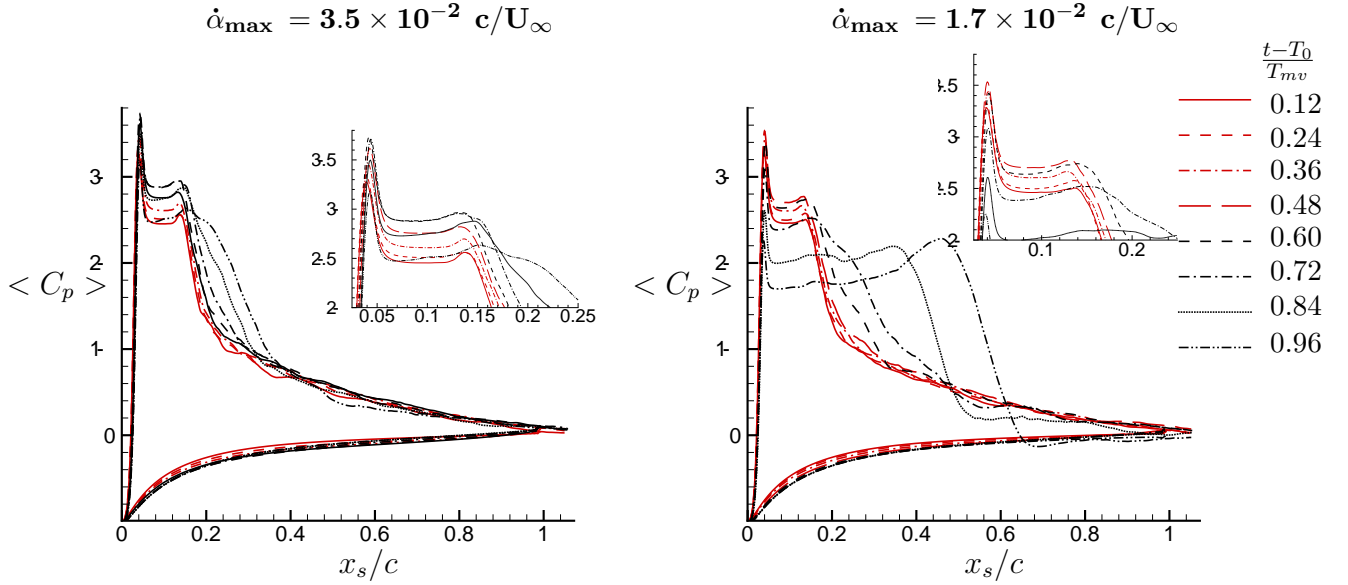 α̇max = 3.5 × 10⁻² c/U∞
α̇max = 1.7 × 10⁻² c/U∞
t−T0
Tmv
0.12
0.24
0.36
0.48
0.60
0.72
0.84
0.96
< Cp >
3
2
1
0
0 0.2 0.4 0.6 0.8 1
xs/c
3.5
3
2.5
2
0.05 0.1 0.15 0.2 0.25
< Cp >
3
2
1
0
0 0.2 0.4 0.6 0.8 1
xs/c
3.5
3
2.5
2
0.1 0.2